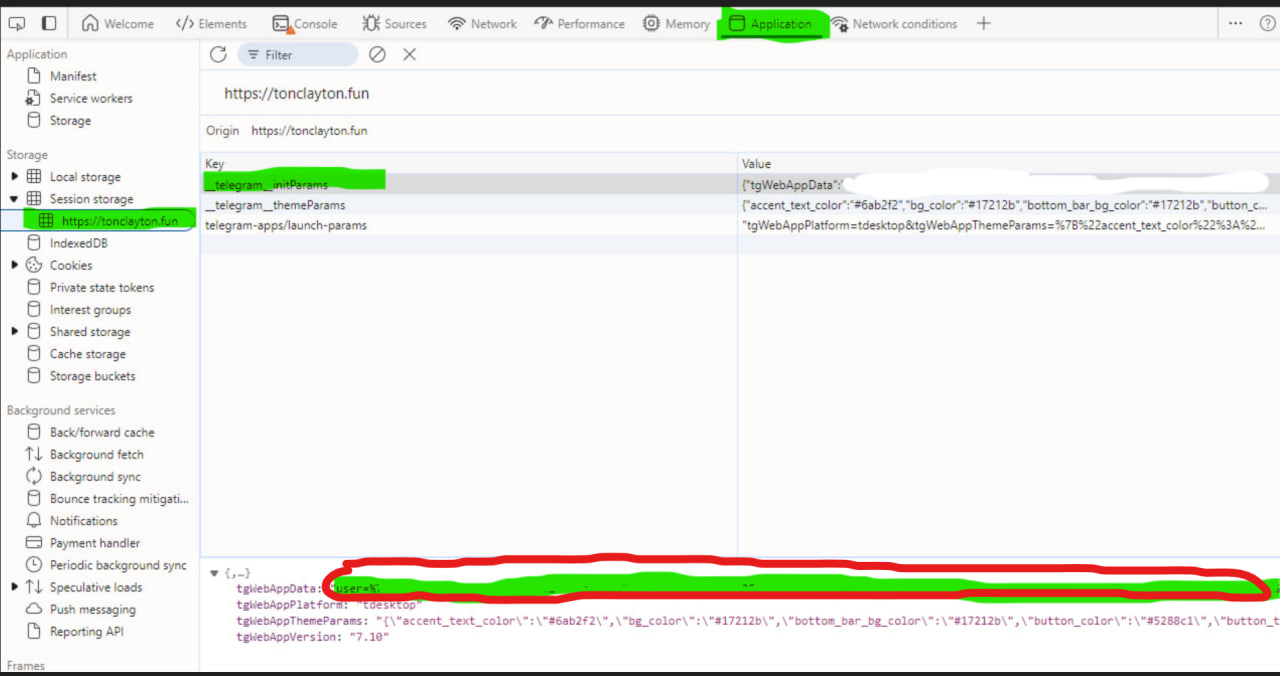 Welcome Elements Console Sources Network Performance Memory Application Network conditions
Application
Manifest
Service workers
Storage
Storage
Local storage
Session storage
https://tonclayton.fun
IndexedDB
Cookies
Private state tokens
Interest groups
Shared storage
Cache storage
Storage buckets
Background services
Back/forward cache
Background fetch
Background sync
Bounce tracking mitigati...
Notifications
Payment handler
Periodic background sync
Speculative loads
Push messaging
Reporting API
Frames
Filter
https://tonclayton.fun
Origin https://tonclayton.fun
Key Value
__telegram__initParams {"tgWebAppData":"
__telegram__themeParams {"accent_text_color":"#6ab2f2","bg_color":"#17212b","bottom_bar_bg_color":"#17212b","button_c...
telegram-apps/launch-params "tgWebAppPlatform=tdesktop&tgWebAppThemeParams=%7B%22accent_text_color%22%3A%2...
{,…}
tgWebAppData: "user=%
tgWebAppPlatform: "tdesktop"
tgWebAppThemeParams: "{\"accent_text_color\":\"#6ab2f2\",\"bg_color\":\"#17212b\",\"bottom_bar_bg_color\":\"#17212b\",\"button_color\":\"#5288c1\",\"button_t
tgWebAppVersion: "7.10"